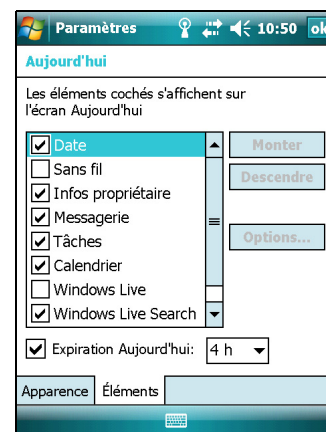 Paramètres 10:50 ok
Aujourd'hui
Les éléments cochés s'affichent sur
l'écran Aujourd'hui
Date
Sans fil
Infos propriétaire
Messagerie
Tâches
Calendrier
Windows Live
Windows Live Search
Monter
Descendre
Options...
Expiration Aujourd'hui: 4 h
Apparence Éléments